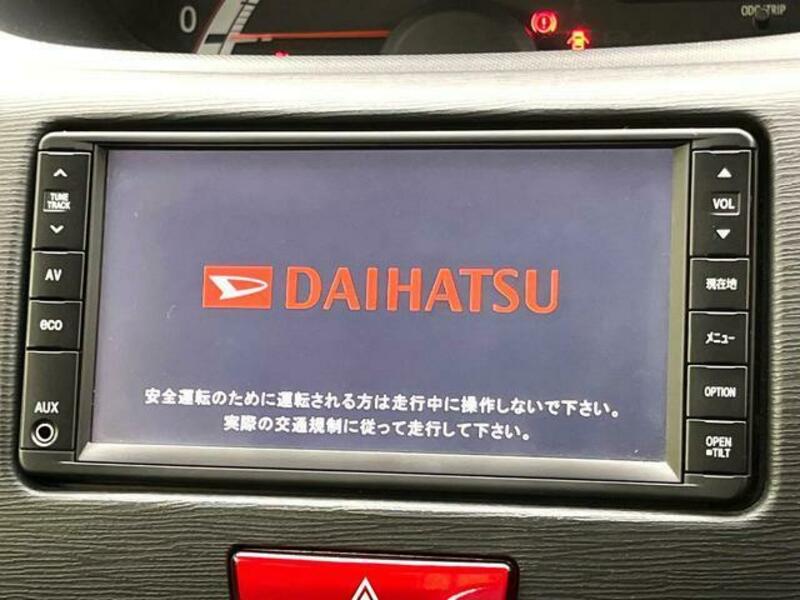 0
ODO/TRIP
TUNE
TRACK
AV
eco
AUX
DAIHATSU
安全運転のために運転される方は走行中に操作しないで下さい。
実際の交通規制に従って走行して下さい。
VOL
現在地
メニュー
OPTION
OPEN
TILT